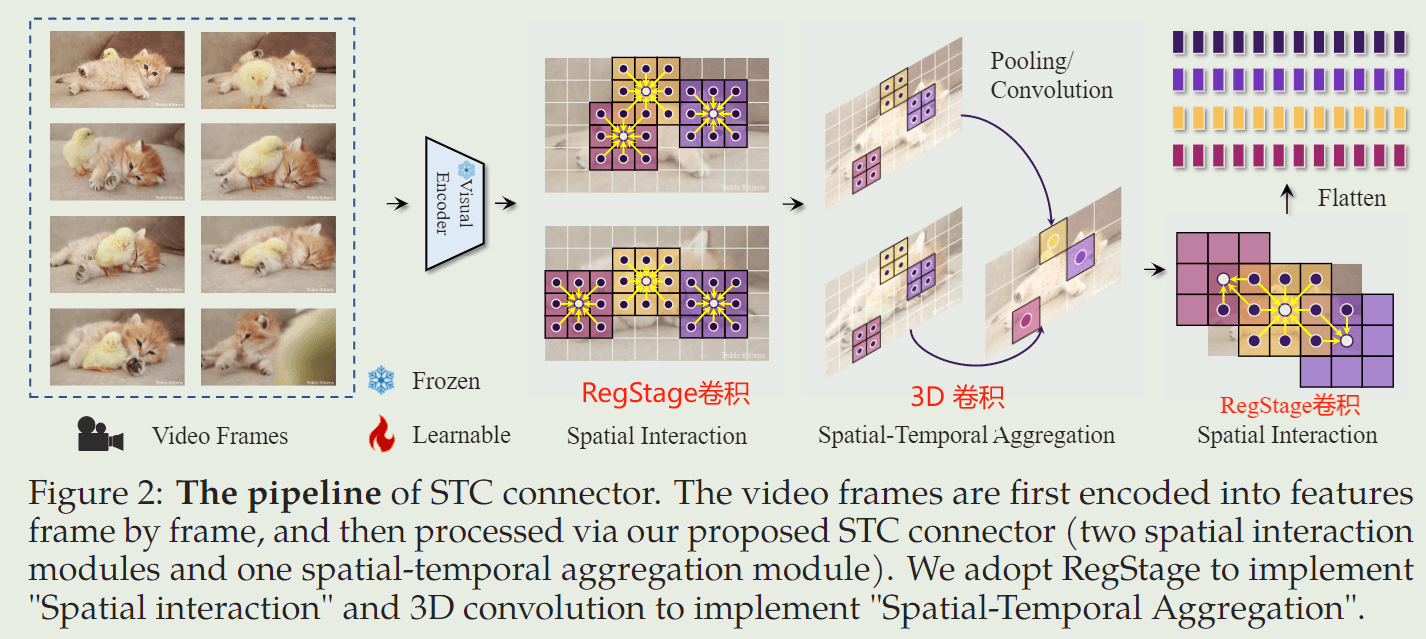 Pooling/
Convolution
Visual
Encoder
Teddy Kittens
Teddy Kittens
Flatten
Frozen
Learnable
Video Frames
RegStage卷积
Spatial Interaction
3D 卷积
Spatial-Temporal Aggregation
RegStage卷积
Spatial Interaction
Figure 2: The pipeline of STC connector. The video frames are first encoded into features
frame by frame, and then processed via our proposed STC connector (two spatial interaction
modules and one spatial-temporal aggregation module). We adopt RegStage to implement
"Spatial interaction" and 3D convolution to implement "Spatial-Temporal Aggregation".